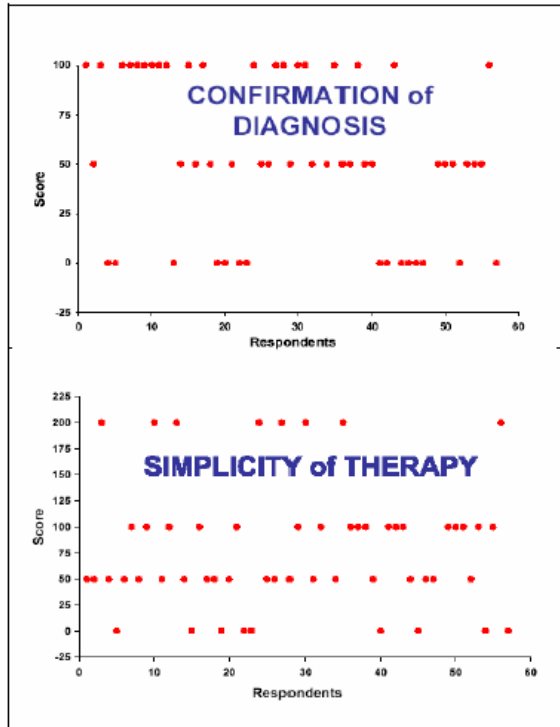 100
CONFIRMATION of
DIAGNOSIS
75
50
Score
25
0
-25
0 10 20 30 40 50 60
Respondents
225
200
175
SIMPLICITY of THERAPY
150
125
100
Score
75
50
25
0
-25
0 10 20 30 40 50 60
Respondents